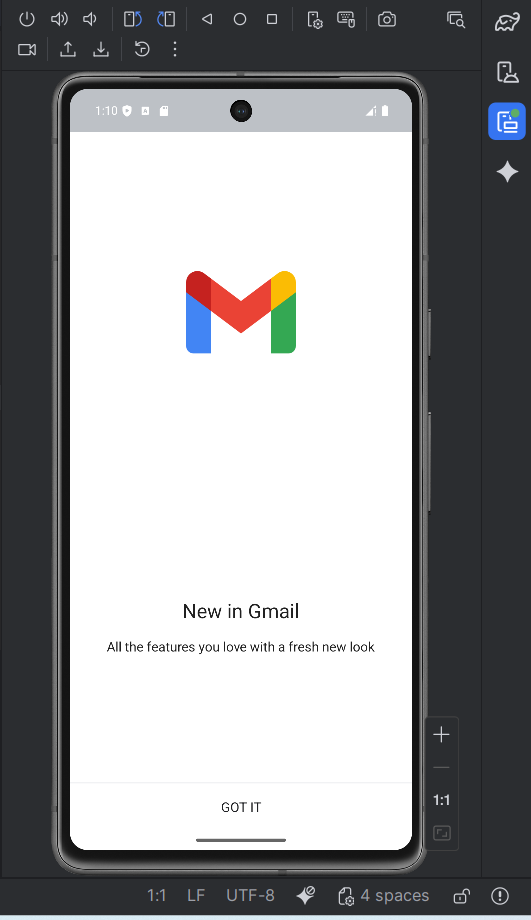 1:10
New in Gmail
All the features you love with a fresh new look
GOT IT
1:1
1:1 LF UTF-8 4 spaces